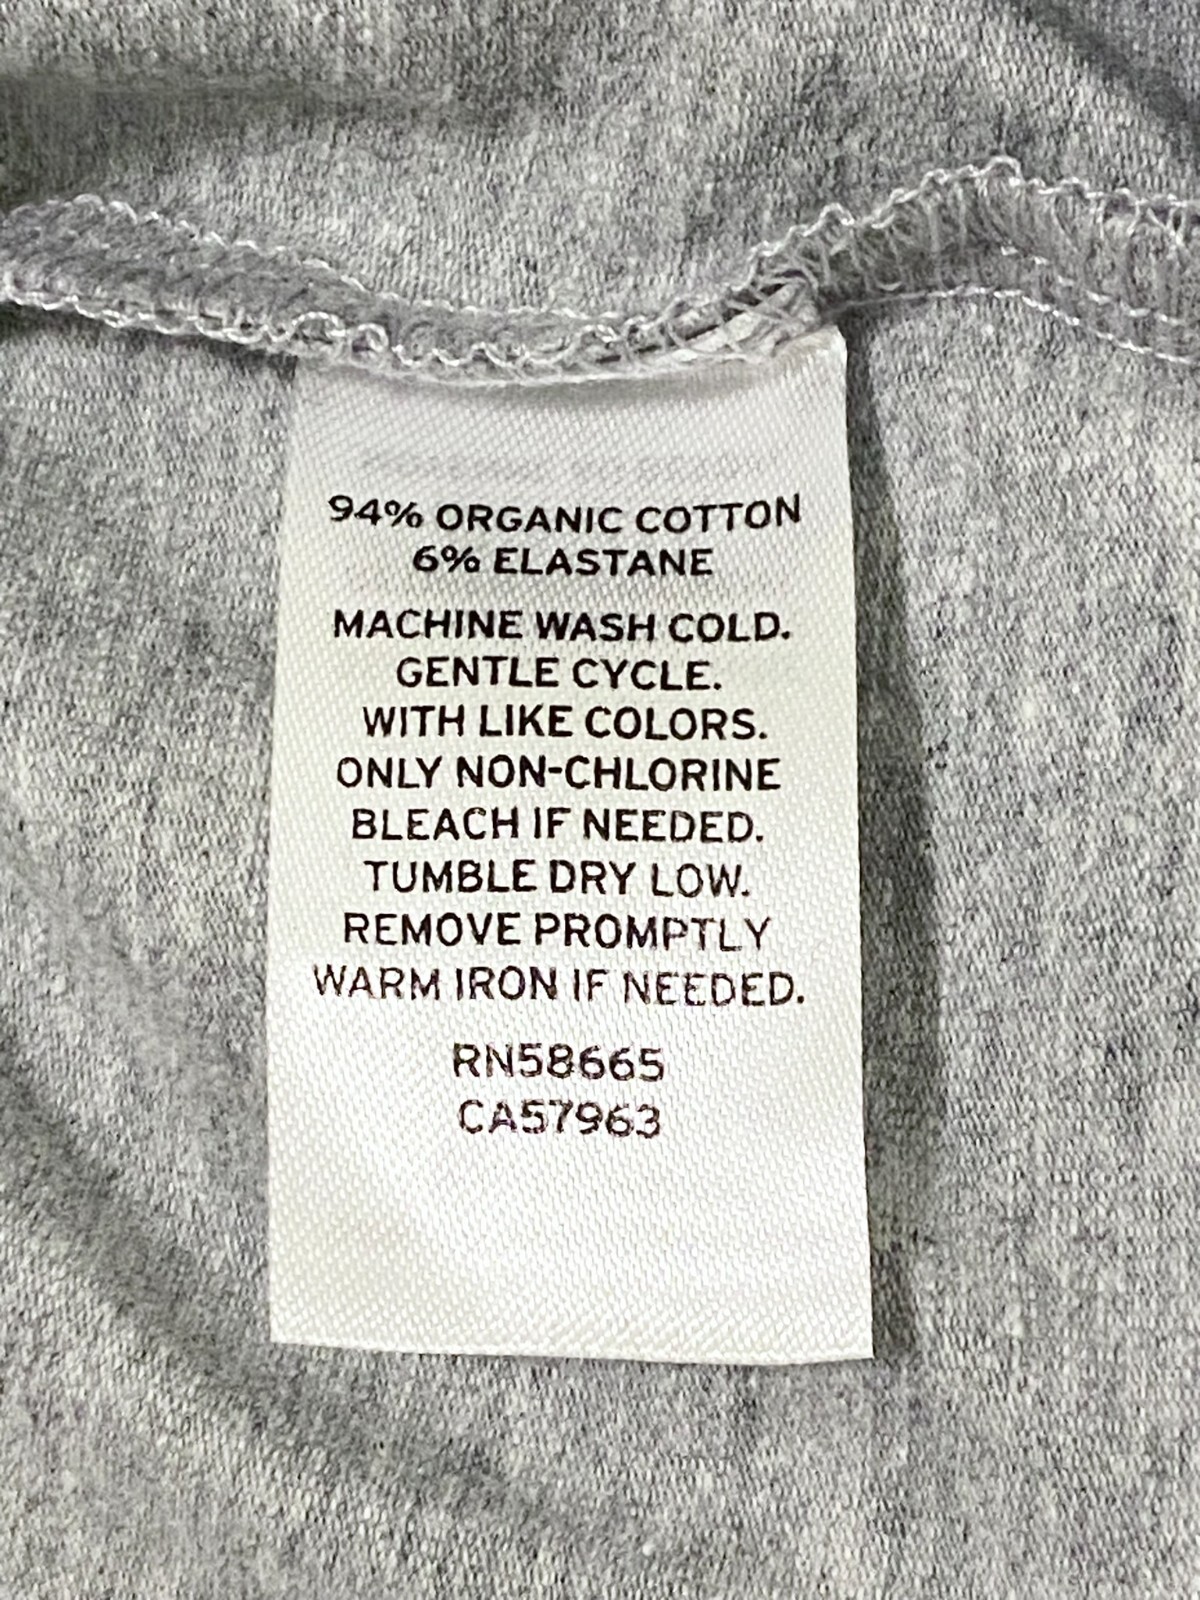 94% ORGANIC COTTON
6% ELASTANE
MACHINE WASH COLD.
GENTLE CYCLE.
WITH LIKE COLORS.
ONLY NON-CHLORINE
BLEACH IF NEEDED.
TUMBLE DRY LOW.
REMOVE PROMPTLY
WARM IRON IF NEEDED.
RN58665
CA57963